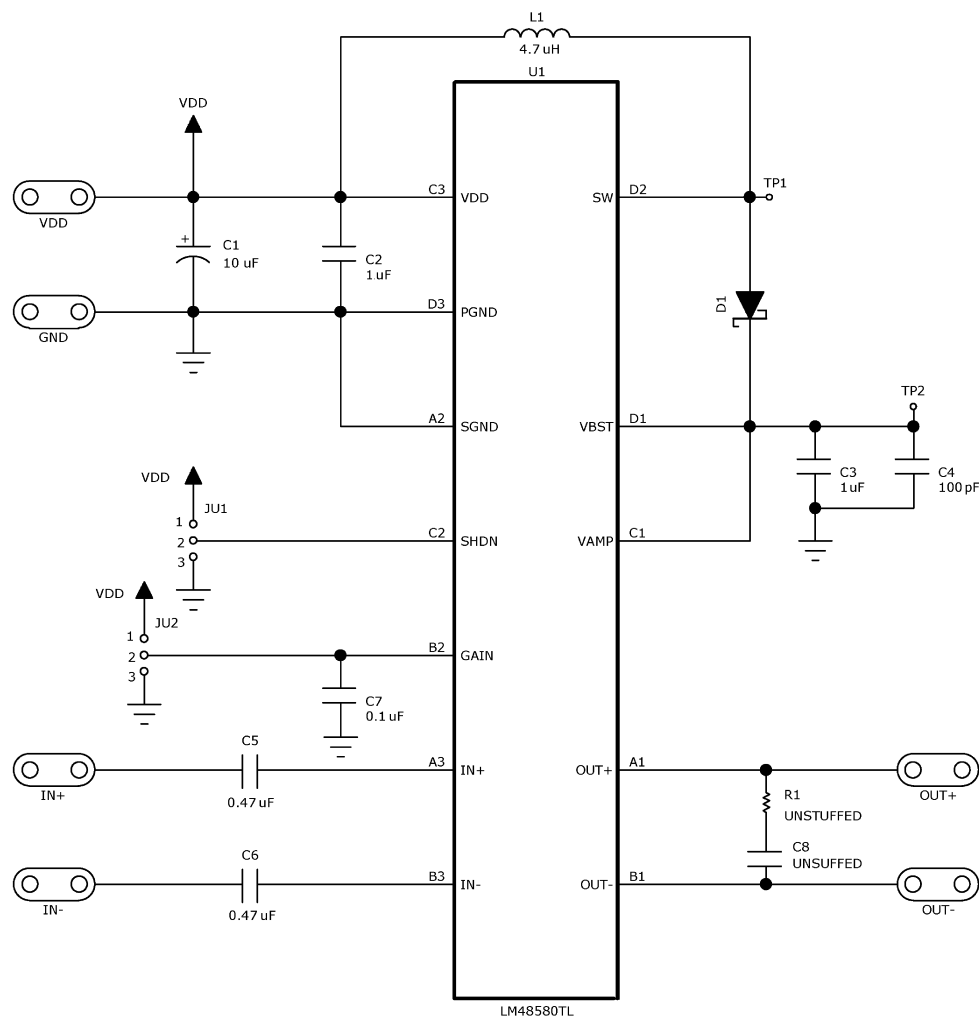 L1
4.7 uH
U1
VDD
C3
VDD
SW
D2
TP1
VDD
+
C1
10 uF
C2
1 uF
D3
PGND
D1
GND
A2
SGND
VBST
D1
TP2
VDD
JU1
1
2
3
C2
SHDN
VAMP
C1
C3
1 uF
C4
100 pF
VDD
JU2
1
2
3
B2
GAIN
C7
0.1 uF
IN+
C5
0.47 uF
A3
IN+
OUT+
A1
R1
UNSTUFFED
OUT+
C8
UNSUFFED
IN-
C6
0.47 uF
B3
IN-
OUT-
B1
OUT-
LM48580TL